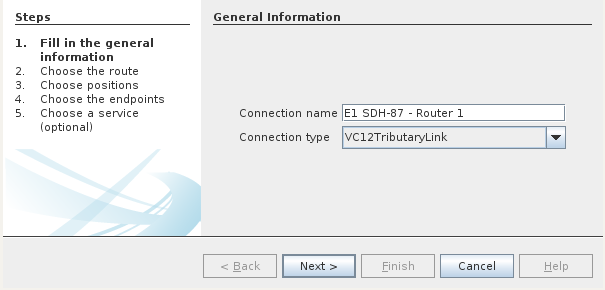 Steps
1. Fill in the general
information
2. Choose the route
3. Choose positions
4. Choose the endpoints
5. Choose a service
(optional)
General Information
Connection name E1 SDH-87 - Router 1
Connection type VC12TributaryLink
< Back Next > Finish Cancel Help